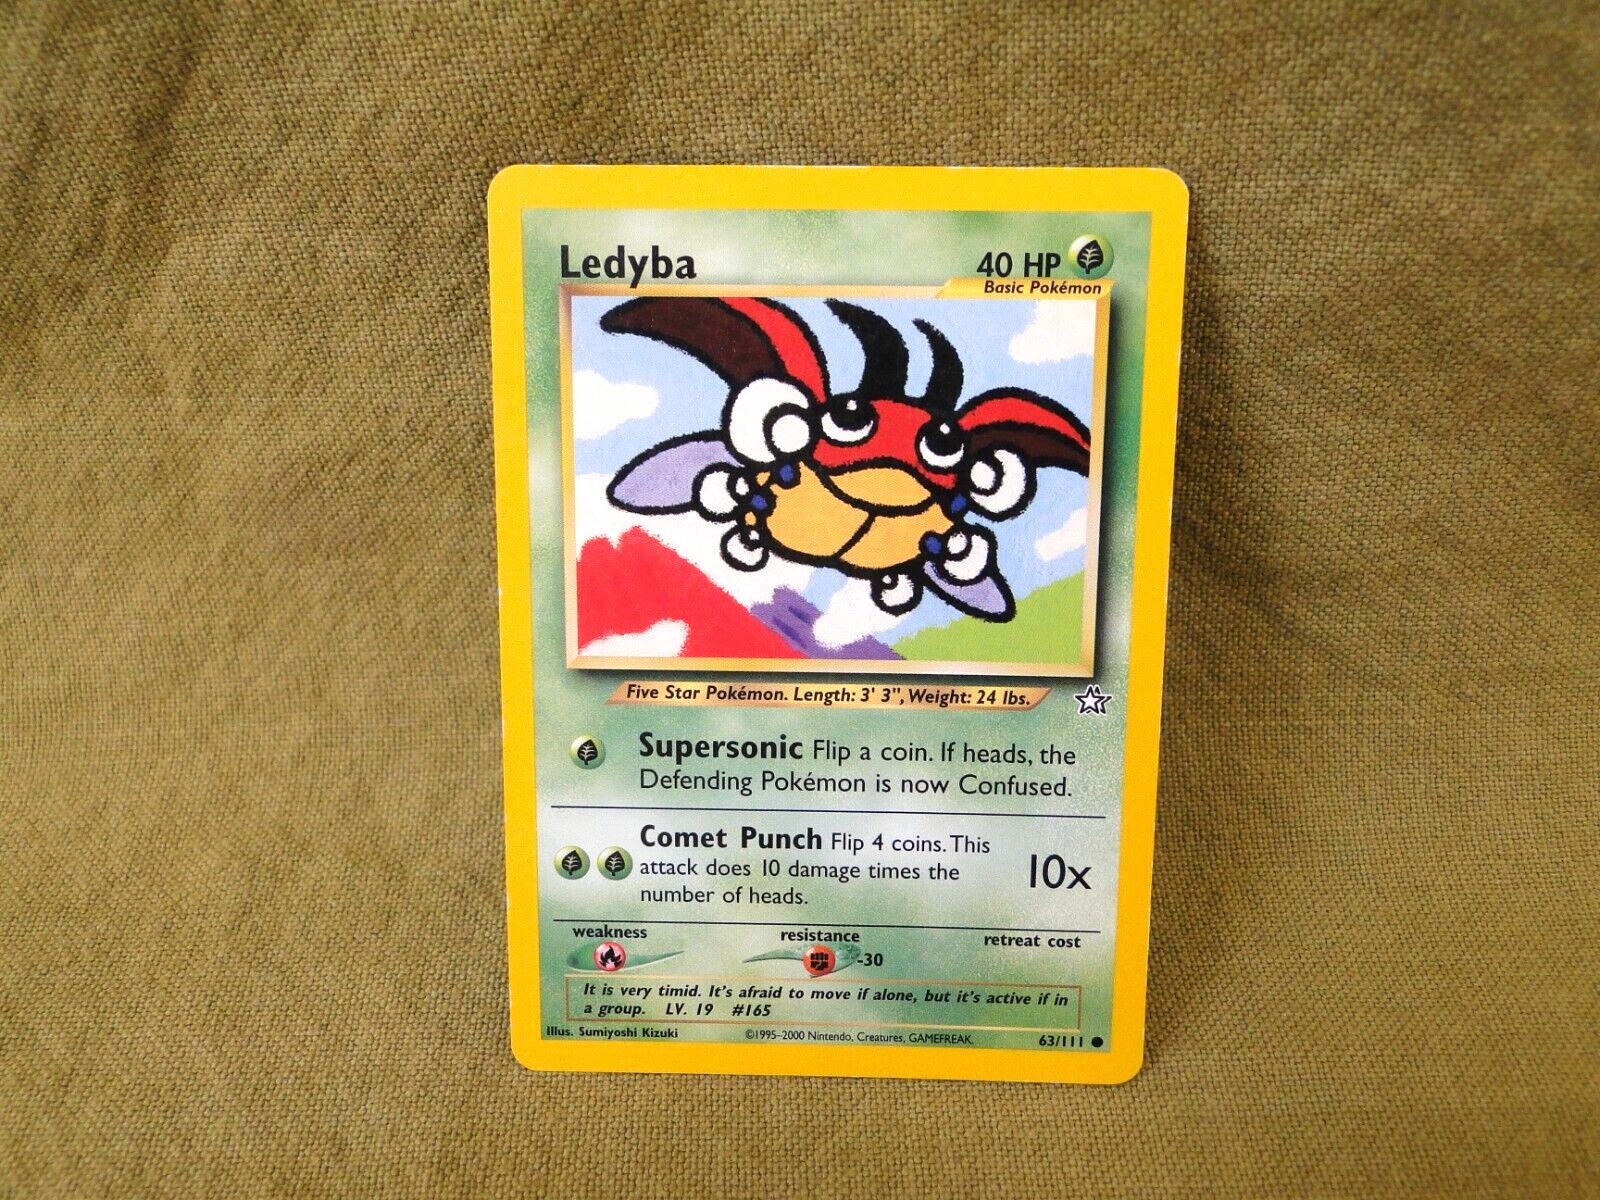 Ledyba
40 HP
Basic Pokémon
Five Star Pokémon. Length: 3' 3", Weight: 24 lbs.
Supersonic Flip a coin. If heads, the
Defending Pokémon is now Confused.
Comet Punch Flip 4 coins. This
attack does 10 damage times the
number of heads.
10x
weakness
resistance
retreat cost
-30
It is very timid. It's afraid to move if alone, but it's active if in
a group. LV. 19 #165
Illus. Sumiyoshi Kizuki
©1995–2000 Nintendo, Creatures, GAMEFREAK.
63/111